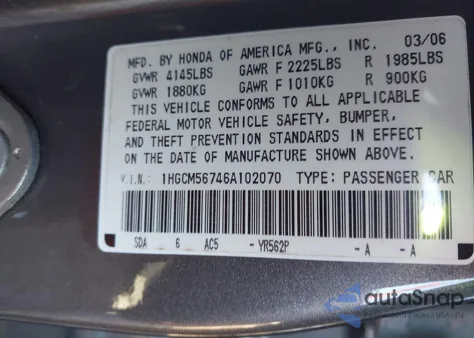 MFD. BY HONDA OF AMERICA MFG., INC. 03/06
GVWR 4145LBS GAWR F 2225LBS R 1985LBS
GVWR 1880KG GAWR F 1010KG R 900KG
THIS VEHICLE CONFORMS TO ALL APPLICABLE
FEDERAL MOTOR VEHICLE SAFETY, BUMPER,
AND THEFT PREVENTION STANDARDS IN EFFECT
ON THE DATE OF MANUFACTURE SHOWN ABOVE.
V.I.N.: 1HGCM56746A102070 TYPE: PASSENGER CAR
SDA 6 AC5 - YR562P - A - A
autoSnap